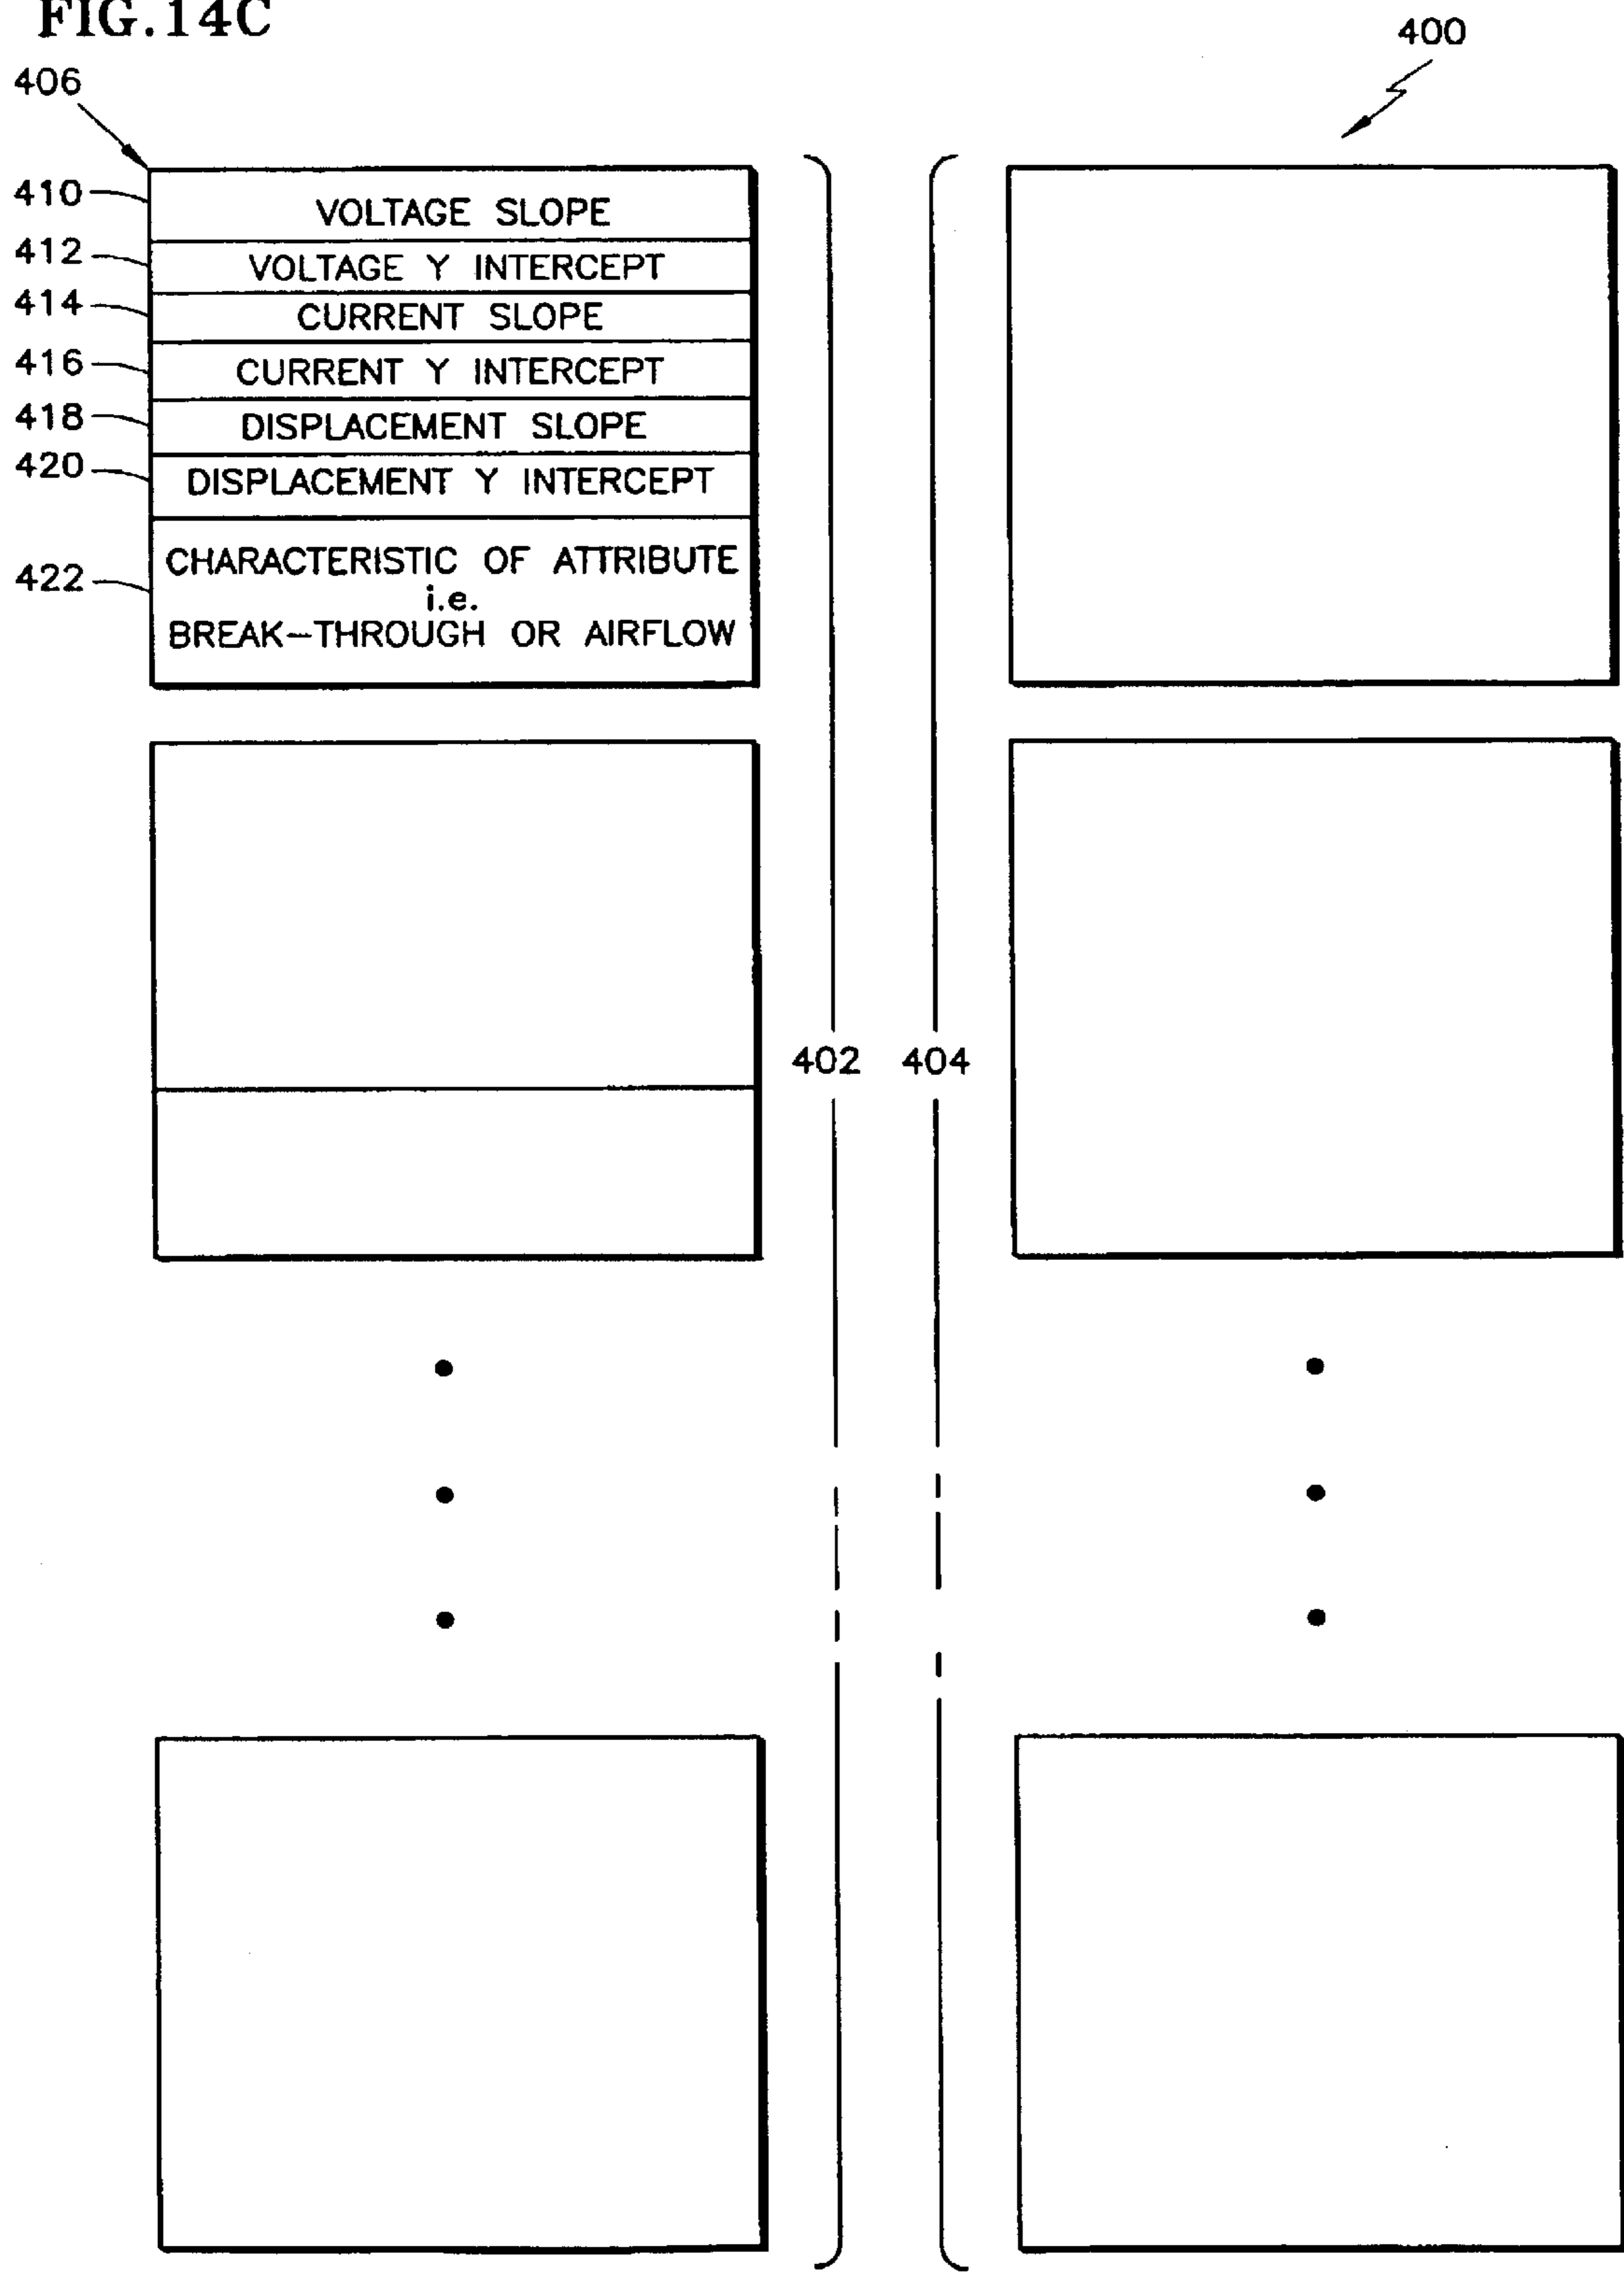 FIG.14C
400
406
410 VOLTAGE SLOPE
412 VOLTAGE Y INTERCEPT
414 CURRENT SLOPE
416 CURRENT Y INTERCEPT
418 DISPLACEMENT SLOPE
420 DISPLACEMENT Y INTERCEPT
422 CHARACTERISTIC OF ATTRIBUTE
i.e.
BREAK-THROUGH OR AIRFLOW
402 404